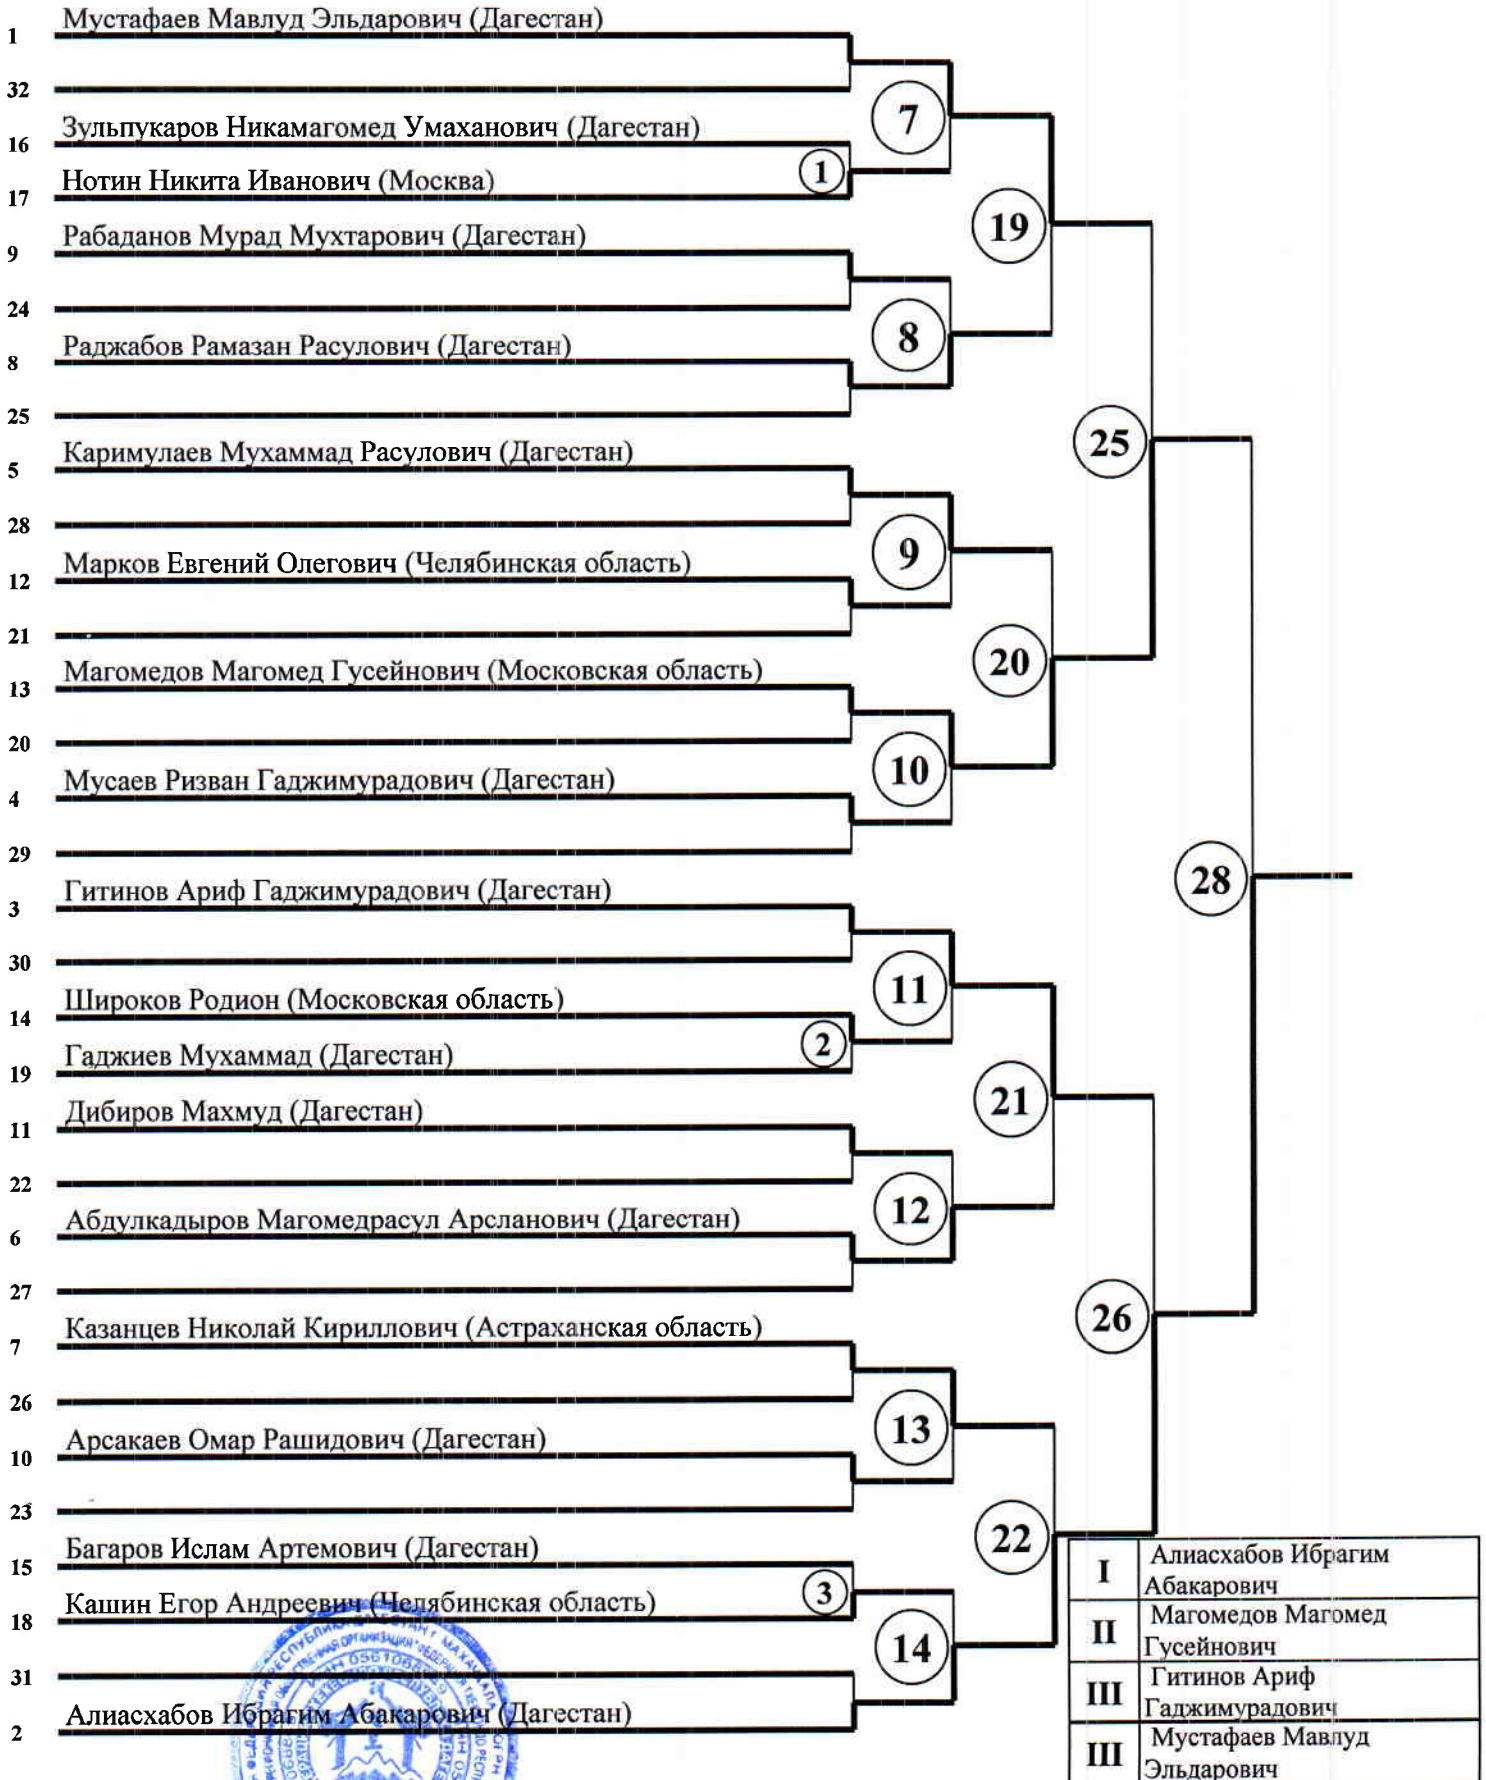 Мустафаев Мавлуд Эльдарович (Дагестан)
1
32
Зульпукаров Никамагомед Умаханович (Дагестан)
16
7
Нотин Никита Иванович (Москва)
1
17
Рабаданов Мурад Мухтарович (Дагестан)
9
19
24
Раджабов Рамазан Расулович (Дагестан)
8
8
25
Каримулаев Мухаммад Расулович (Дагестан)
5
25
28
Марков Евгений Олегович (Челябинская область)
9
12
21
Магомедов Магомед Гусейнович (Московская область)
20
13
20
Мусаев Ризван Гаджимурадович (Дагестан)
10
4
29
Гитинов Ариф Гаджимурадович (Дагестан)
28
3
30
Широков Родион (Московская область)
11
14
Гаджиев Мухаммад (Дагестан)
2
19
Дибиров Махмуд (Дагестан)
21
11
22
Абдулкадыров Магомедрасул Арсланович (Дагестан)
12
6
27
Казанцев Николай Кириллович (Астраханская область)
26
7
26
Арсакаев Омар Рашидович (Дагестан)
13
10
23
Багаров Ислам Артемович (Дагестан)
22
15
Кашин Егор Андреевич (Челябинская область)
3
18
14
31
Алиасхабов Ибрагим Абакарович (Дагестан)
2
I Алиасхабов Ибрагим
Абакарович
II Магомедов Магомед
Гусейнович
III Гитинов Ариф
Гаджимурадович
III Мустафаев Мавлуд
Эльдарович